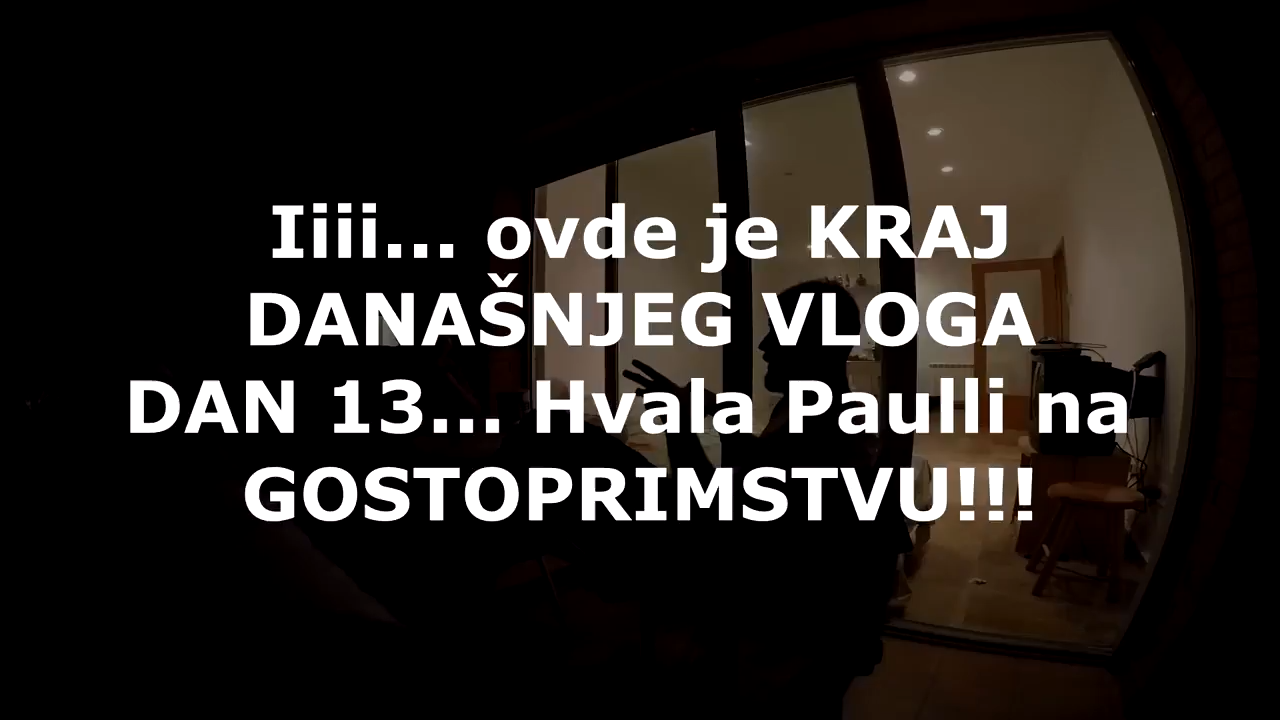 Iiii... ovde je KRAJ
DANAŠNJEG VLOGA
DAN 13... Hvala Paulli na
GOSTOPRIMSTVU!!!